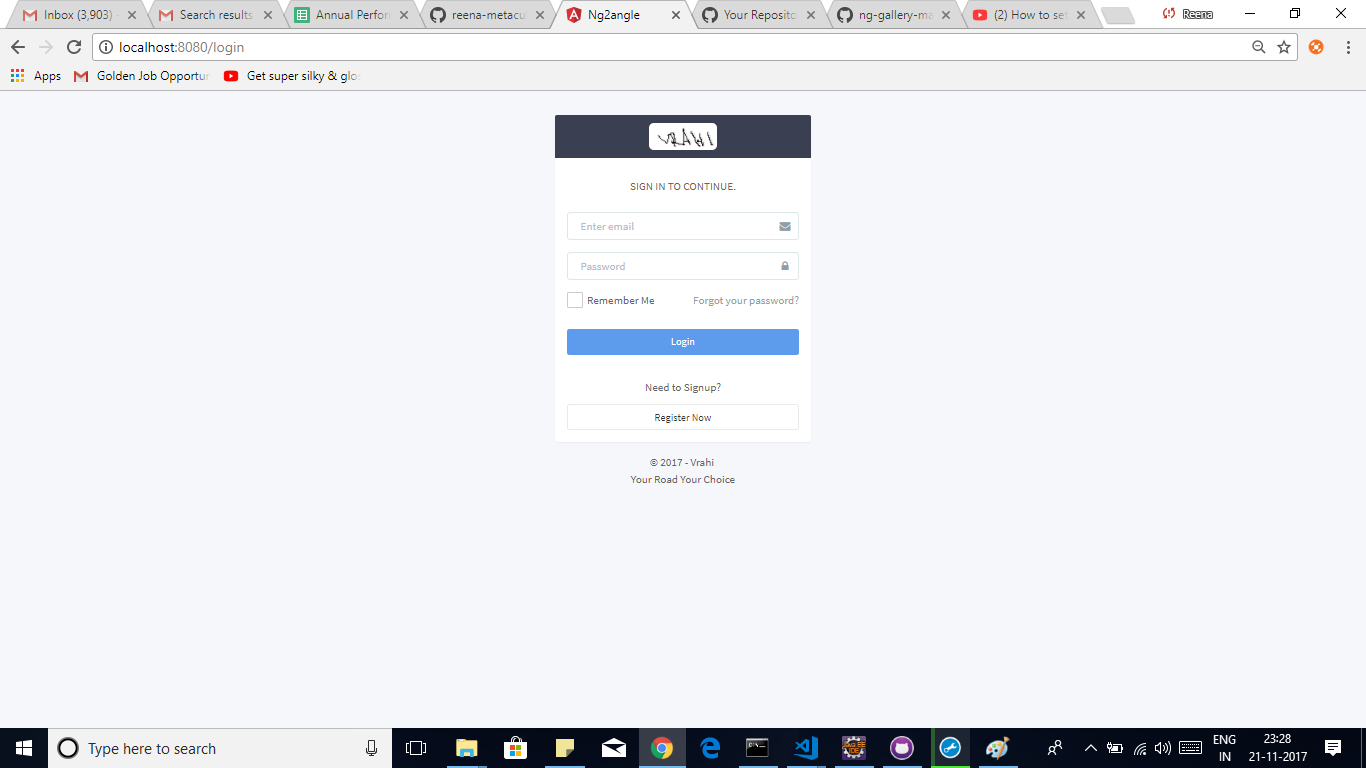 Inbox (3,903) -
Search results
Annual Perfor
reena-metacu
Ng2angle
Your Reposito
ng-gallery-ma
(2) How to set
Reena
localhost:8080/login
Apps
Golden Job Opportun
Get super silky & glo
VRAHI
SIGN IN TO CONTINUE.
Enter email
Password
Remember Me
Forgot your password?
Login
Need to Signup?
Register Now
© 2017 - Vrahi
Your Road Your Choice
Type here to search
ENG
IN
23:28
21-11-2017